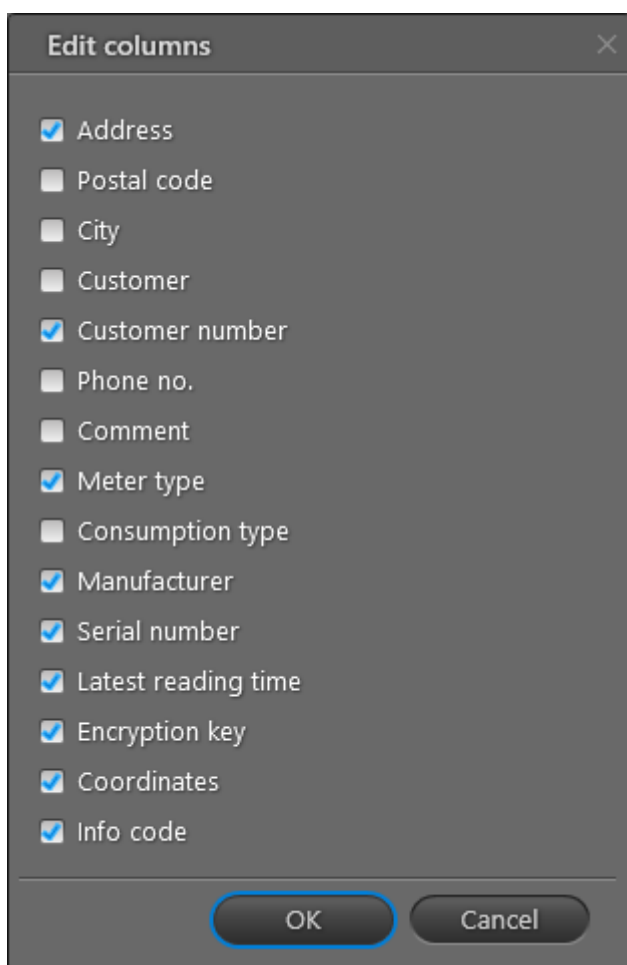 Edit columns
Address
Postal code
City
Customer
Customer number
Phone no.
Comment
Meter type
Consumption type
Manufacturer
Serial number
Latest reading time
Encryption key
Coordinates
Info code
OK
Cancel